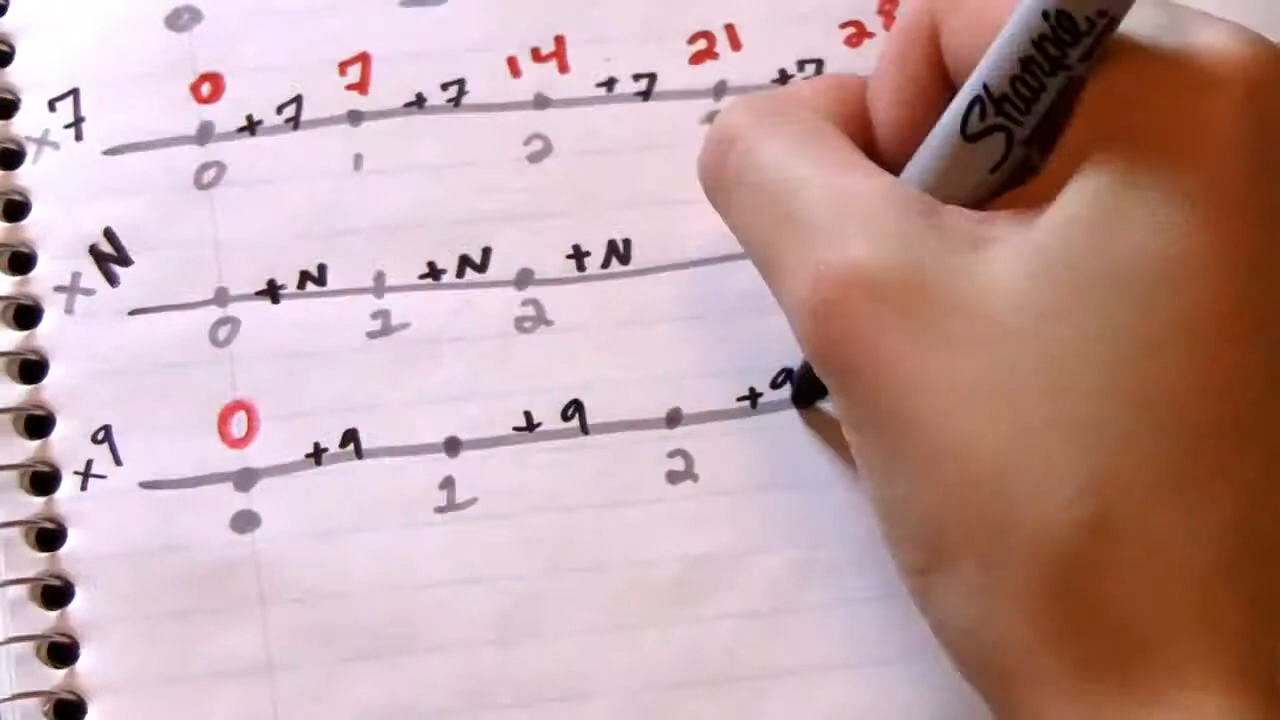 0 7 14 21 28
×7 +7 +7 +7 +7
0 1 2
×N +N +N +N
0 1 2
0
×9 +9 +9 +9
1 2
Sharpie.